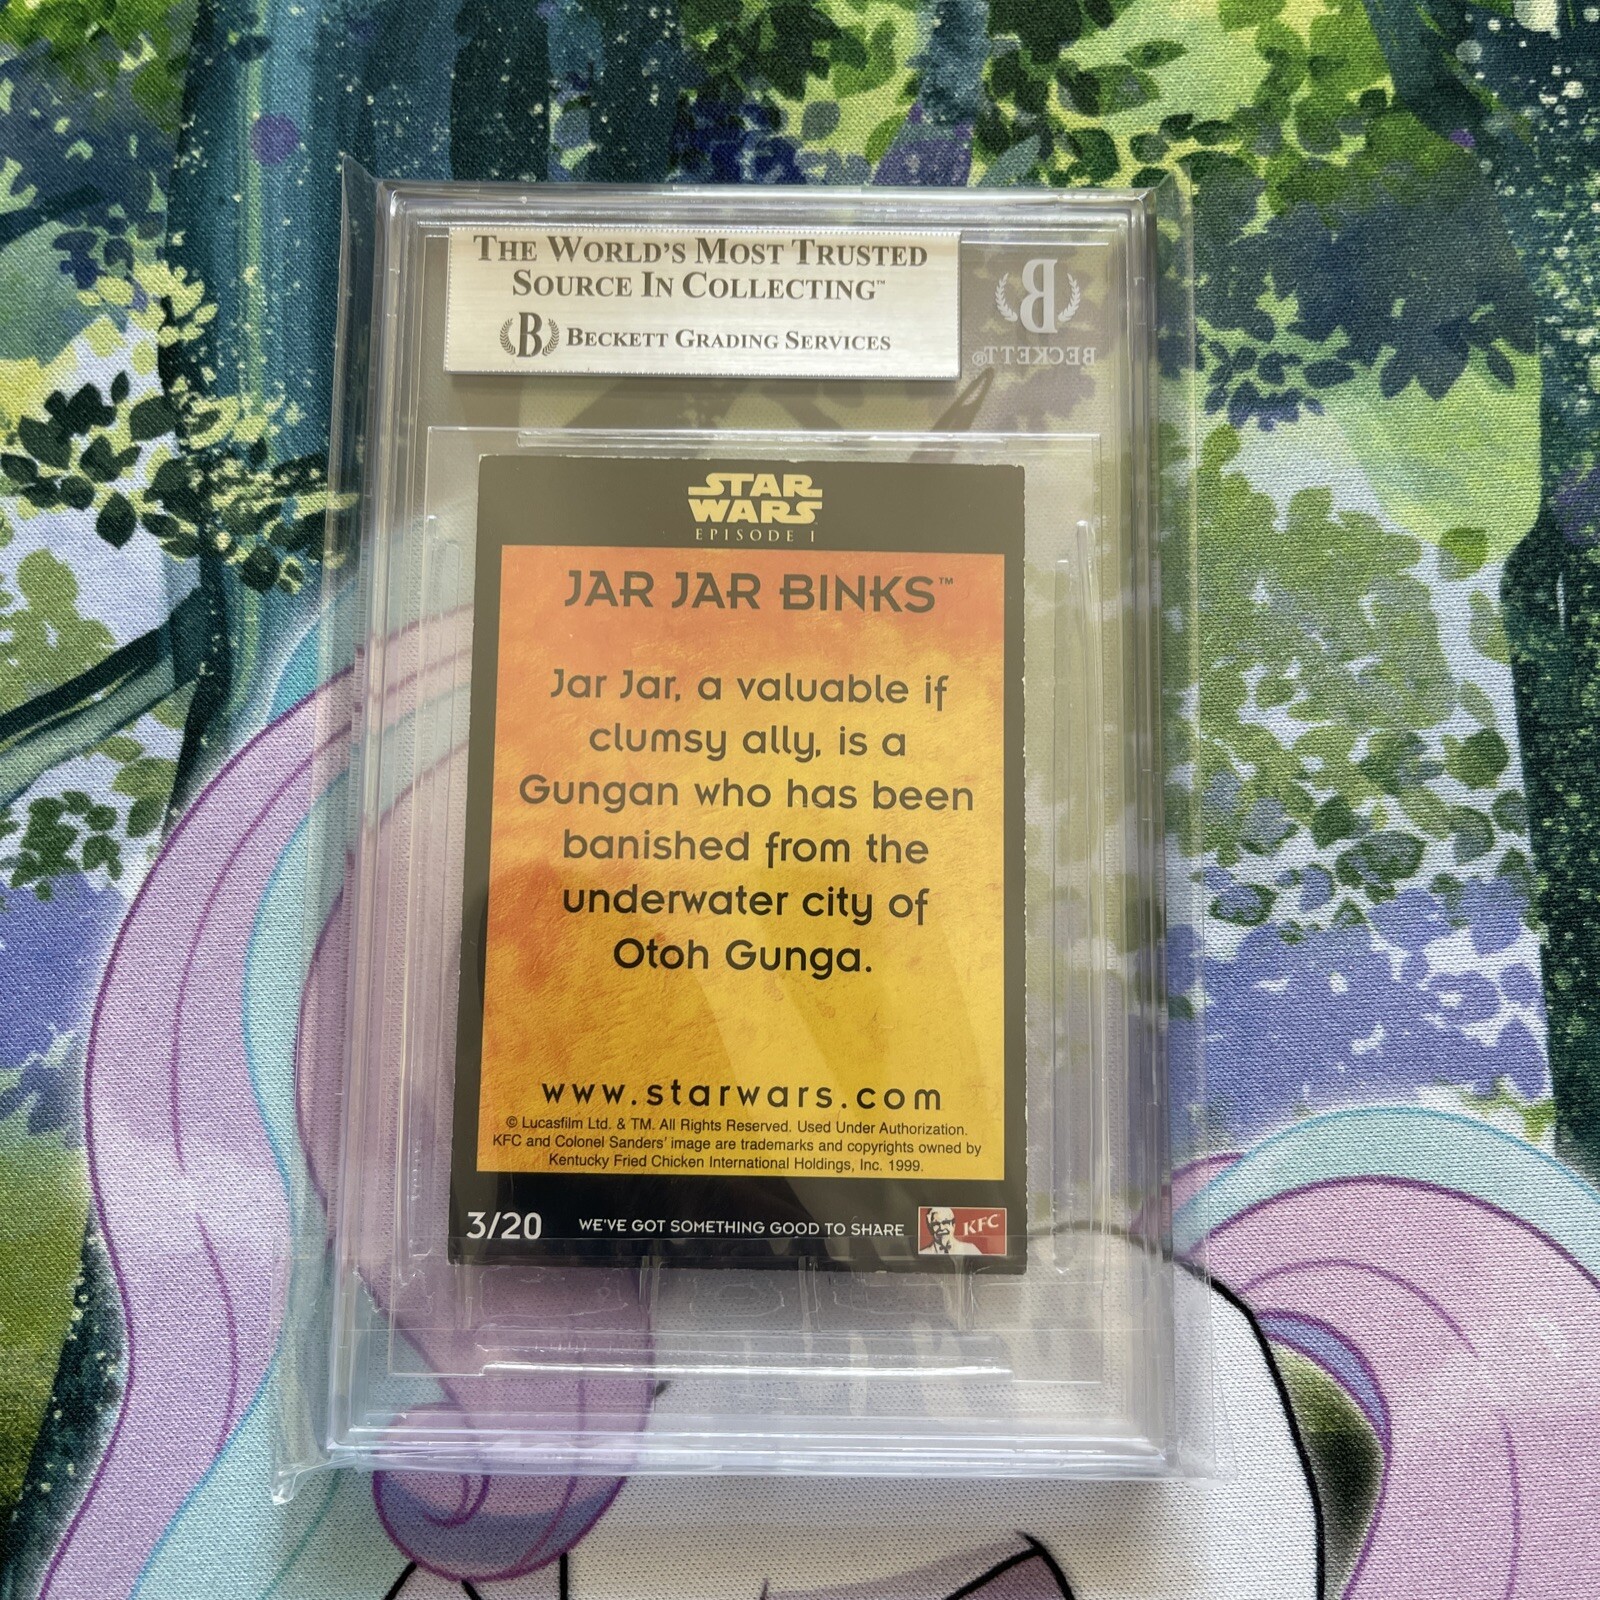 THE WORLD'S MOST TRUSTED
SOURCE IN COLLECTING™
B BECKETT GRADING SERVICES
B
BECKETT®
STAR
WARS
EPISODE I
JAR JAR BINKS™
Jar Jar, a valuable if
clumsy ally, is a
Gungan who has been
banished from the
underwater city of
Otoh Gunga.
www.starwars.com
© Lucasfilm Ltd. & TM. All Rights Reserved. Used Under Authorization.
KFC and Colonel Sanders' image are trademarks and copyrights owned by
Kentucky Fried Chicken International Holdings, Inc. 1999.
3/20 WE'VE GOT SOMETHING GOOD TO SHARE KFC